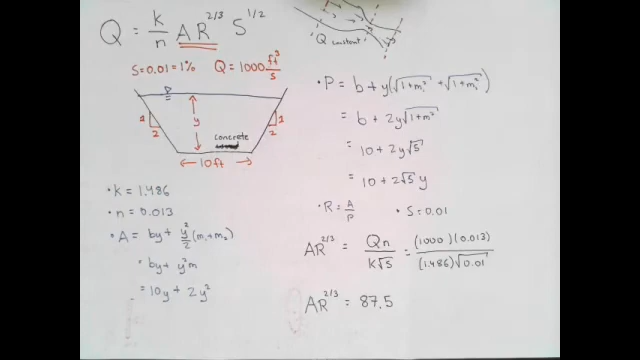 Q = k/n AR^2/3 S^1/2
Q constant
S=0.01=1% Q=1000 ft^3/s
y
1 2
1 2
concrete
10ft
• k = 1.486
• n = 0.013
• A = by + y²/2 (m₁+m₂)
= by + y²m
= 10y + 2y²
• P = b + y(√1+m₁² + √1+m₂²)
= b + 2y√1+m²
= 10 + 2y√5
= 10 + 2√5 y
• R = A/P • S = 0.01
AR^2/3 = Qn/k√S = (1000)(0.013)/(1.486)√0.01
AR^2/3 = 87.5